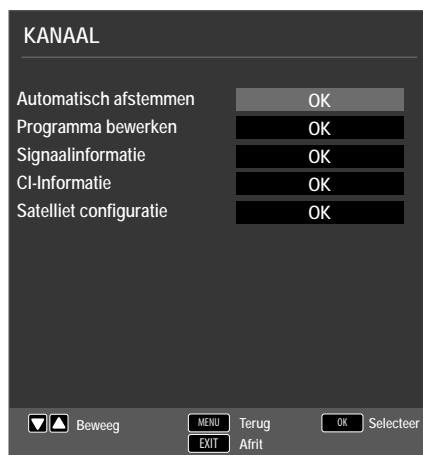 KANAAL
Automatisch afstemmen OK
Programma bewerken OK
Signaalinformatie OK
CI-Informatie OK
Satelliet configuratie OK
Beweeg MENU Terug OK Selecteer
EXIT Afrit